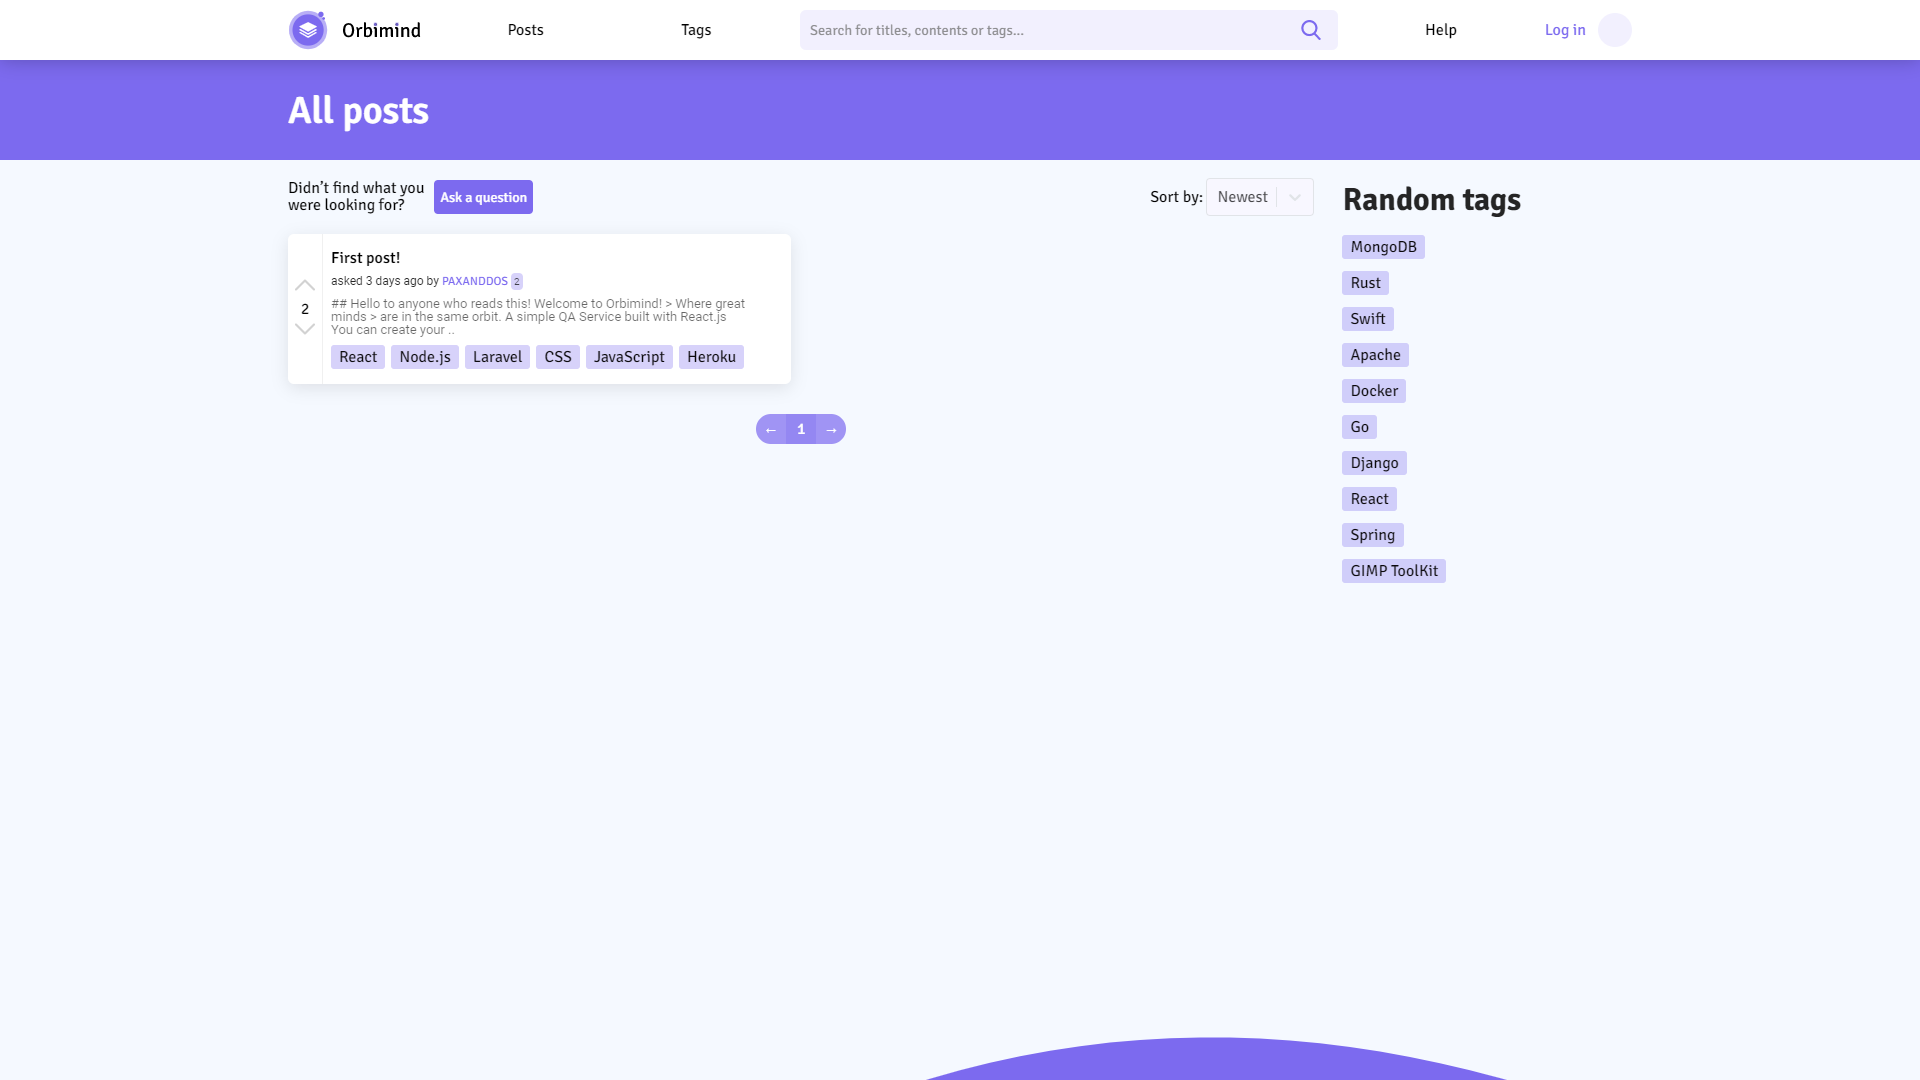 Orbimind
Posts
Tags
Search for titles, contents or tags...
Help
Log in
All posts
Didn't find what you
were looking for?
Ask a question
Sort by:
Newest
First post!
asked 3 days ago by PAXANDDOS 2
2
## Hello to anyone who reads this! Welcome to Orbimind! > Where great
minds > are in the same orbit. A simple QA Service built with React.js
You can create your ..
React
Node.js
Laravel
CSS
JavaScript
Heroku
← 1 →
Random tags
MongoDB
Rust
Swift
Apache
Docker
Go
Django
React
Spring
GIMP ToolKit